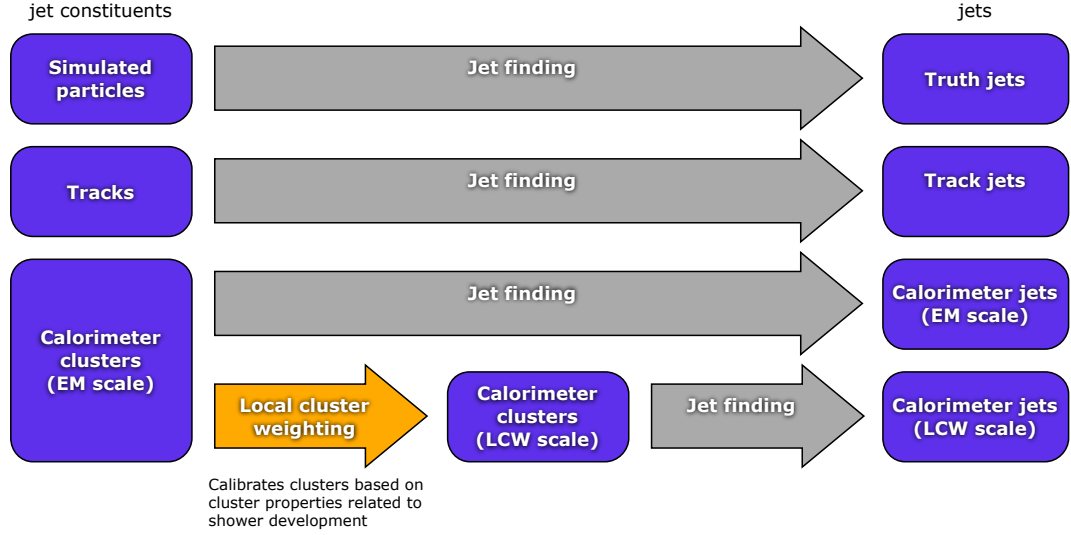 jet constituents
jets
Simulated
particles
Jet finding
Truth jets
Tracks
Jet finding
Track jets
Calorimeter
clusters
(EM scale)
Jet finding
Calorimeter jets
(EM scale)
Local cluster
weighting
Calorimeter
clusters
(LCW scale)
Jet finding
Calorimeter jets
(LCW scale)
Calibrates clusters based on
cluster properties related to
shower development